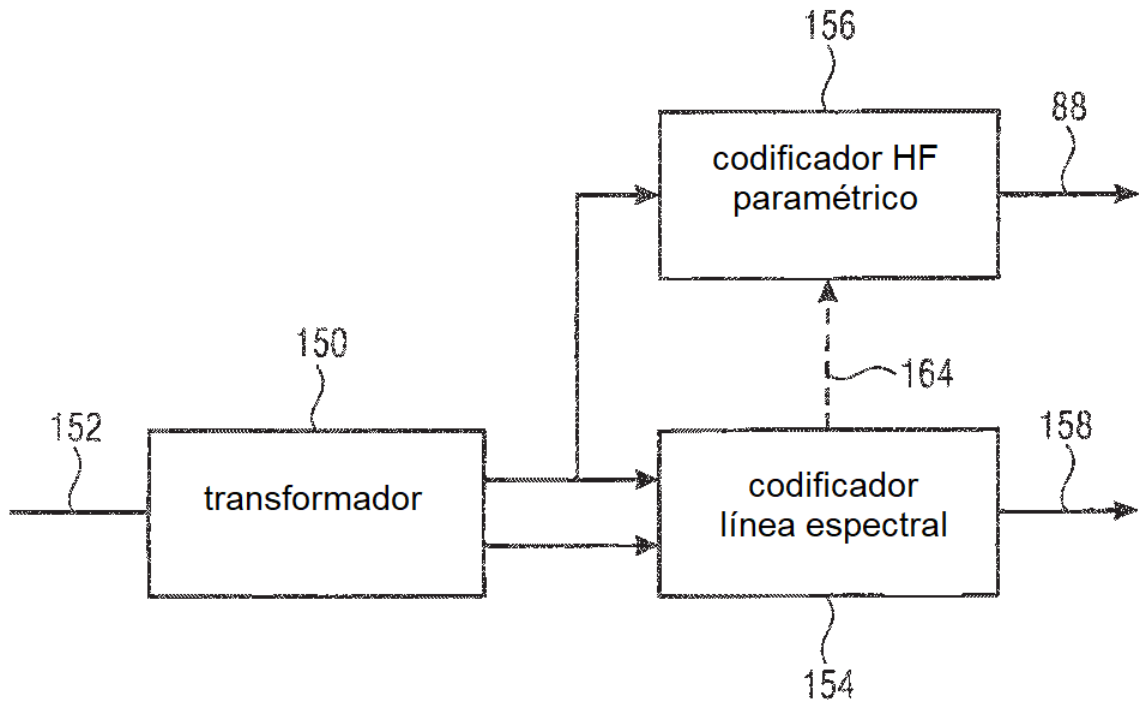 156
88
codificador HF
paramétrico
150
164
152
158
transformador
codificador
línea espectral
154